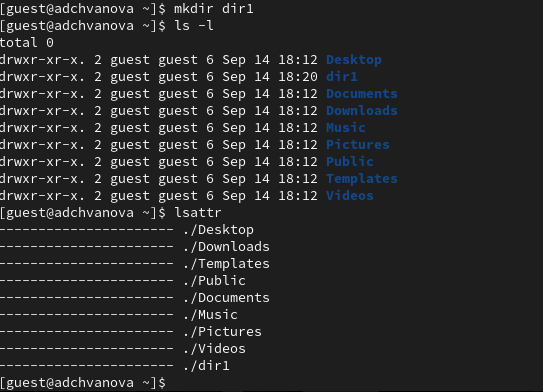 [guest@adchvanova ~]$ mkdir dir1
[guest@adchvanova ~]$ ls -l
total 0
drwxr-xr-x. 2 guest guest 6 Sep 14 18:12 Desktop
drwxr-xr-x. 2 guest guest 6 Sep 14 18:20 dir1
drwxr-xr-x. 2 guest guest 6 Sep 14 18:12 Documents
drwxr-xr-x. 2 guest guest 6 Sep 14 18:12 Downloads
drwxr-xr-x. 2 guest guest 6 Sep 14 18:12 Music
drwxr-xr-x. 2 guest guest 6 Sep 14 18:12 Pictures
drwxr-xr-x. 2 guest guest 6 Sep 14 18:12 Public
drwxr-xr-x. 2 guest guest 6 Sep 14 18:12 Templates
drwxr-xr-x. 2 guest guest 6 Sep 14 18:12 Videos
[guest@adchvanova ~]$ lsattr
---------------------- ./Desktop
---------------------- ./Downloads
---------------------- ./Templates
---------------------- ./Public
---------------------- ./Documents
---------------------- ./Music
---------------------- ./Pictures
---------------------- ./Videos
---------------------- ./dir1
[guest@adchvanova ~]$